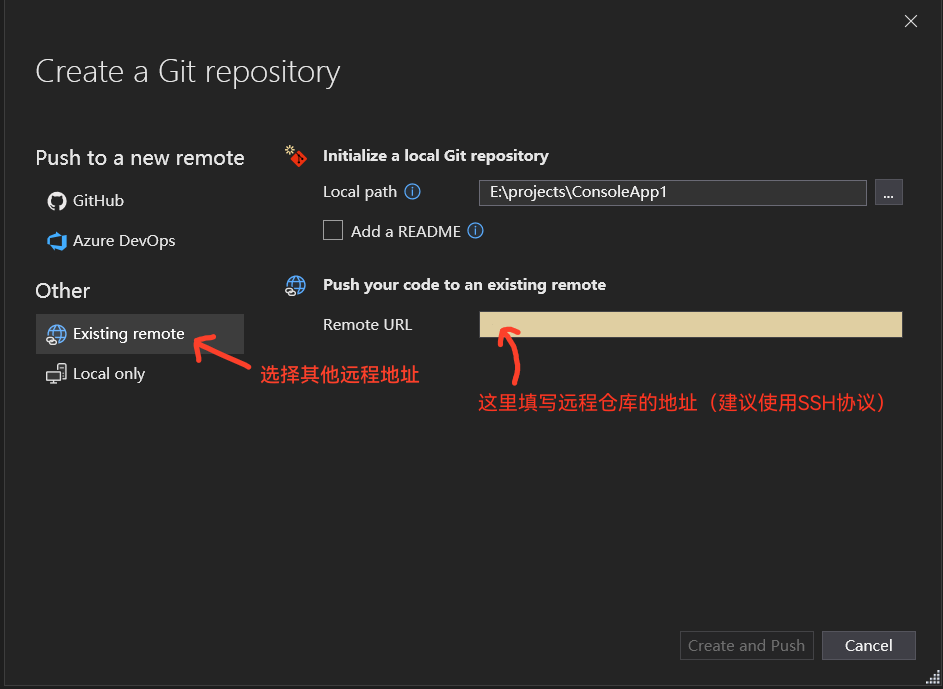 Create a Git repository
Push to a new remote
GitHub
Azure DevOps
Other
Existing remote
Local only
Initialize a local Git repository
Local path
E:\projects\ConsoleApp1
...
Add a README
Push your code to an existing remote
Remote URL
选择其他远程地址
这里填写远程仓库的地址（建议使用SSH协议）
Create and Push
Cancel